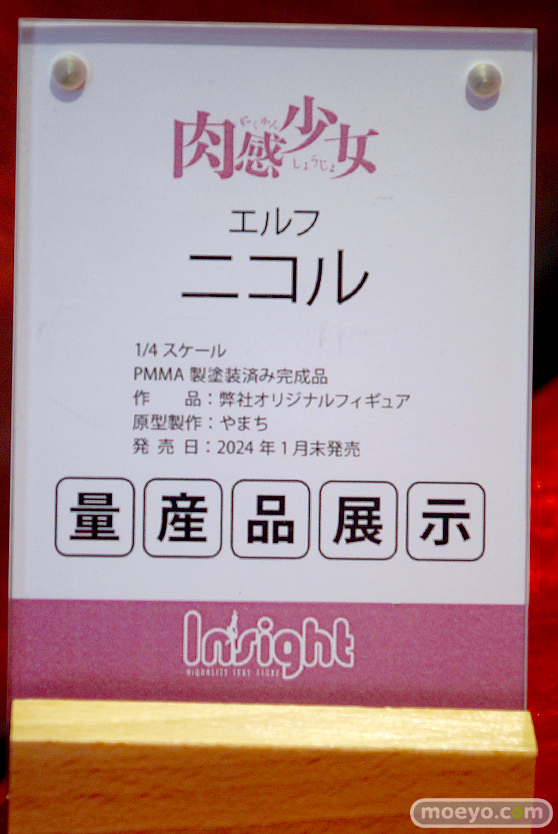 肉感少女
にくかん しょうじょ
エルフ
ニコル
1/4 スケール
PMMA 製塗装済み完成品
作　　品：弊社オリジナルフィギュア
原型製作：やまち
発 売 日：2024 年 1 月末発売
量産品展示
Insight
moeyo.com